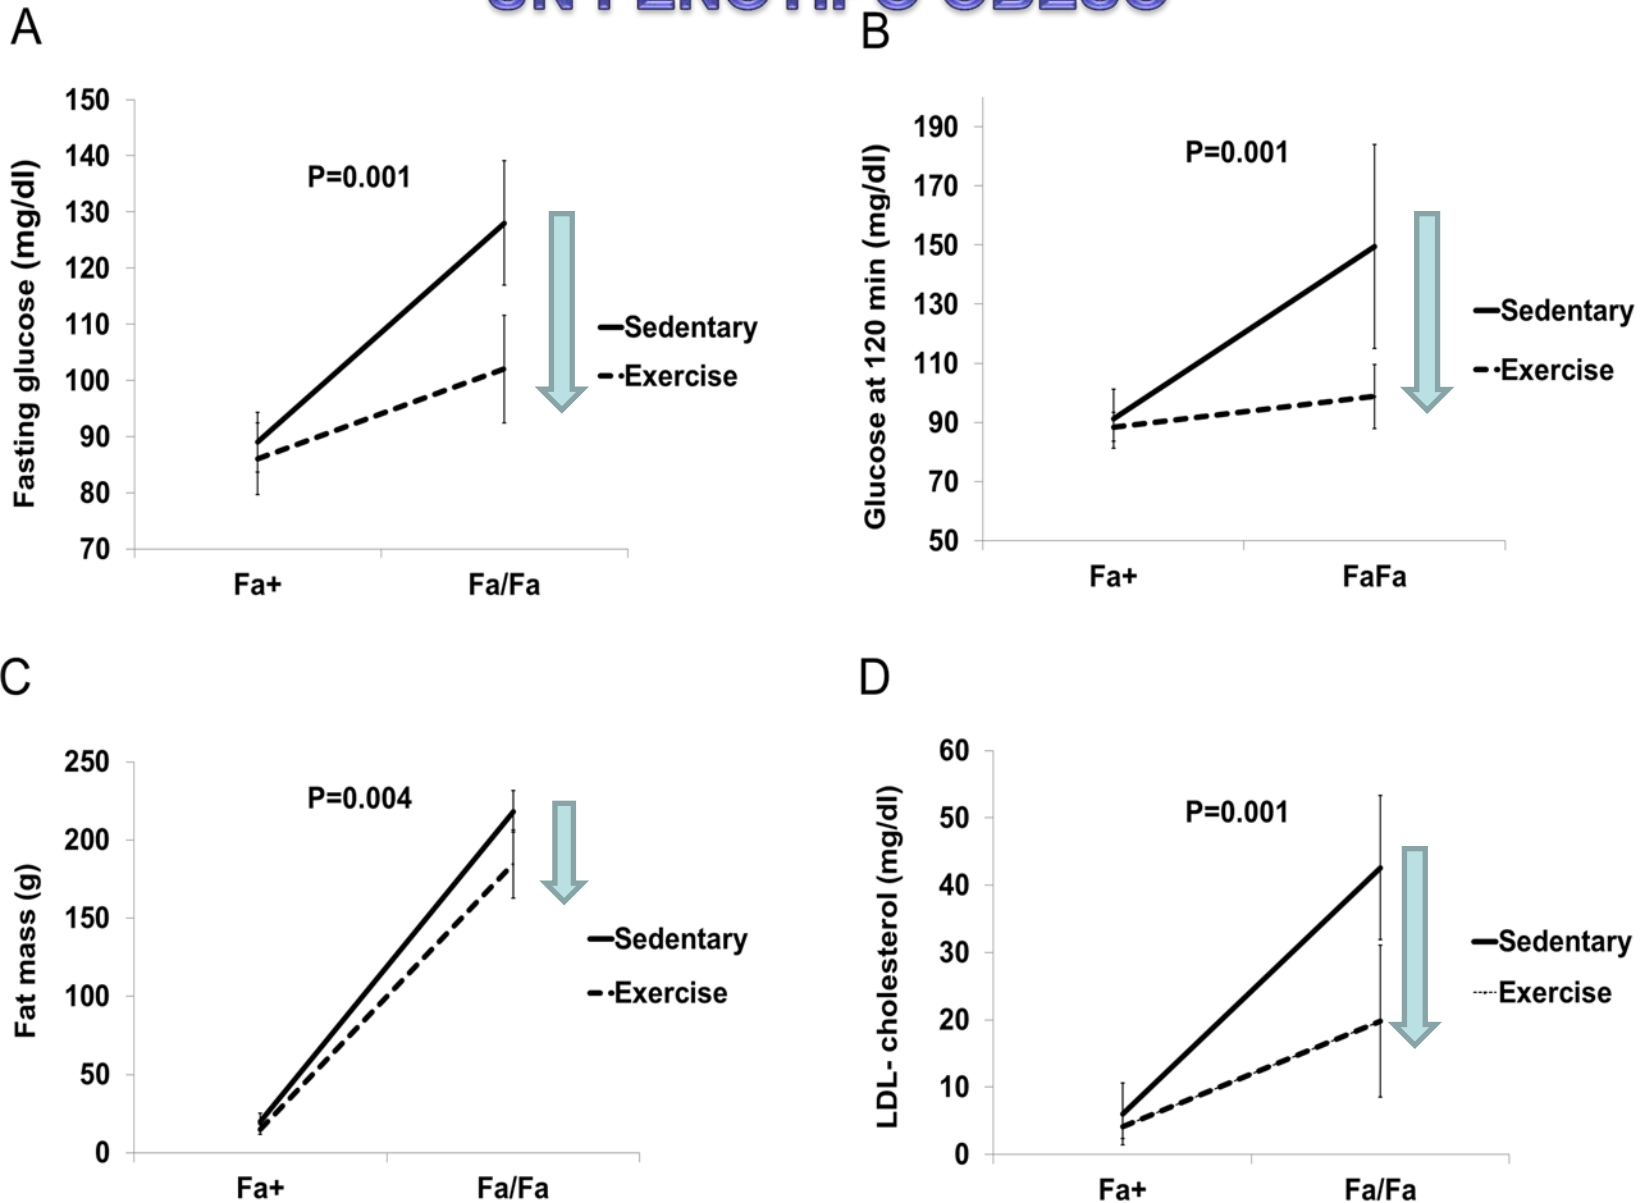 UN FENOTIPO OBESO
A
150
140
130
120
110
100
90
80
70
Fasting glucose (mg/dl)
P=0.001
Sedentary
Exercise
Fa+
Fa/Fa
B
190
170
150
130
110
90
70
50
Glucose at 120 min (mg/dl)
P=0.001
Sedentary
Exercise
Fa+
FaFa
C
250
200
150
100
50
0
Fat mass (g)
P=0.004
Sedentary
Exercise
Fa+
Fa/Fa
D
60
50
40
30
20
10
0
LDL- cholesterol (mg/dl)
P=0.001
Sedentary
Exercise
Fa+
Fa/Fa